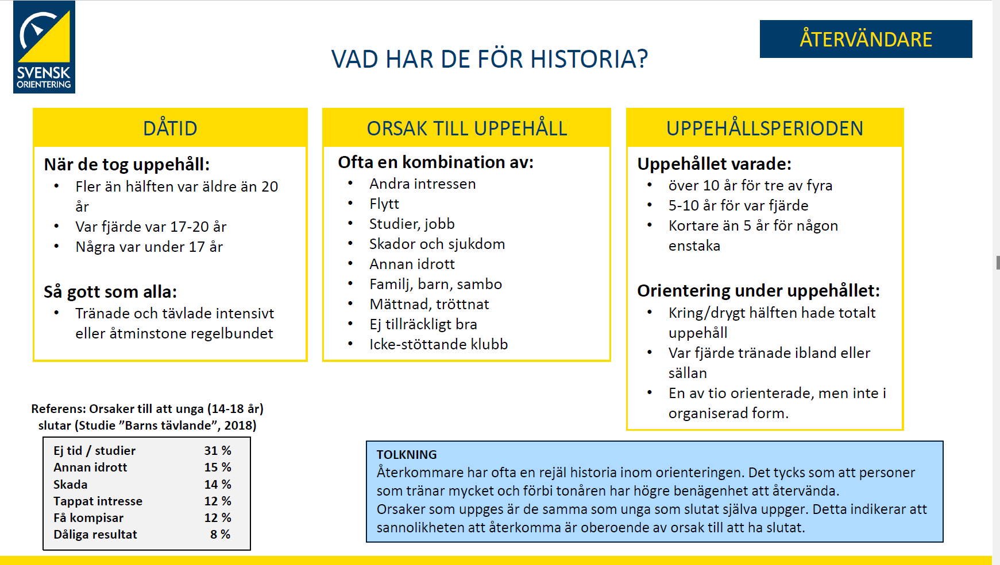 SVENSK
ORIENTERING
ÅTERVÄNDARE
VAD HAR DE FÖR HISTORIA?
DÅTID
När de tog uppehåll:
• Fler än hälften var äldre än 20
år
• Var fjärde var 17-20 år
• Några var under 17 år
Så gott som alla:
• Tränade och tävlade intensivt
eller åtminstone regelbundet
ORSAK TILL UPPEHÅLL
Ofta en kombination av:
• Andra intressen
• Flytt
• Studier, jobb
• Skador och sjukdom
• Annan idrott
• Familj, barn, sambo
• Mättnad, tröttnat
• Ej tillräckligt bra
• Icke-stöttande klubb
UPPEHÅLLSPERIODEN
Uppehållet varade:
• över 10 år för tre av fyra
• 5-10 år för var fjärde
• Kortare än 5 år för någon
enstaka
Orientering under uppehållet:
• Kring/drygt hälften hade totalt
uppehåll
• Var fjärde tränade ibland eller
sällan
• En av tio orienterade, men inte i
organiserad form.
Referens: Orsaker till att unga (14-18 år)
slutar (Studie ”Barns tävlande”, 2018)
Ej tid / studier 31 %
Annan idrott 15 %
Skada 14 %
Tappat intresse 12 %
Få kompisar 12 %
Dåliga resultat 8 %
TOLKNING
Återkommare har ofta en rejäl historia inom orienteringen. Det tycks som att personer
som tränar mycket och förbi tonåren har högre benägenhet att återvända.
Orsaker som uppges är de samma som unga som slutat själva uppger. Detta indikerar att
sannolikheten att återkomma är oberoende av orsak till att ha slutat.